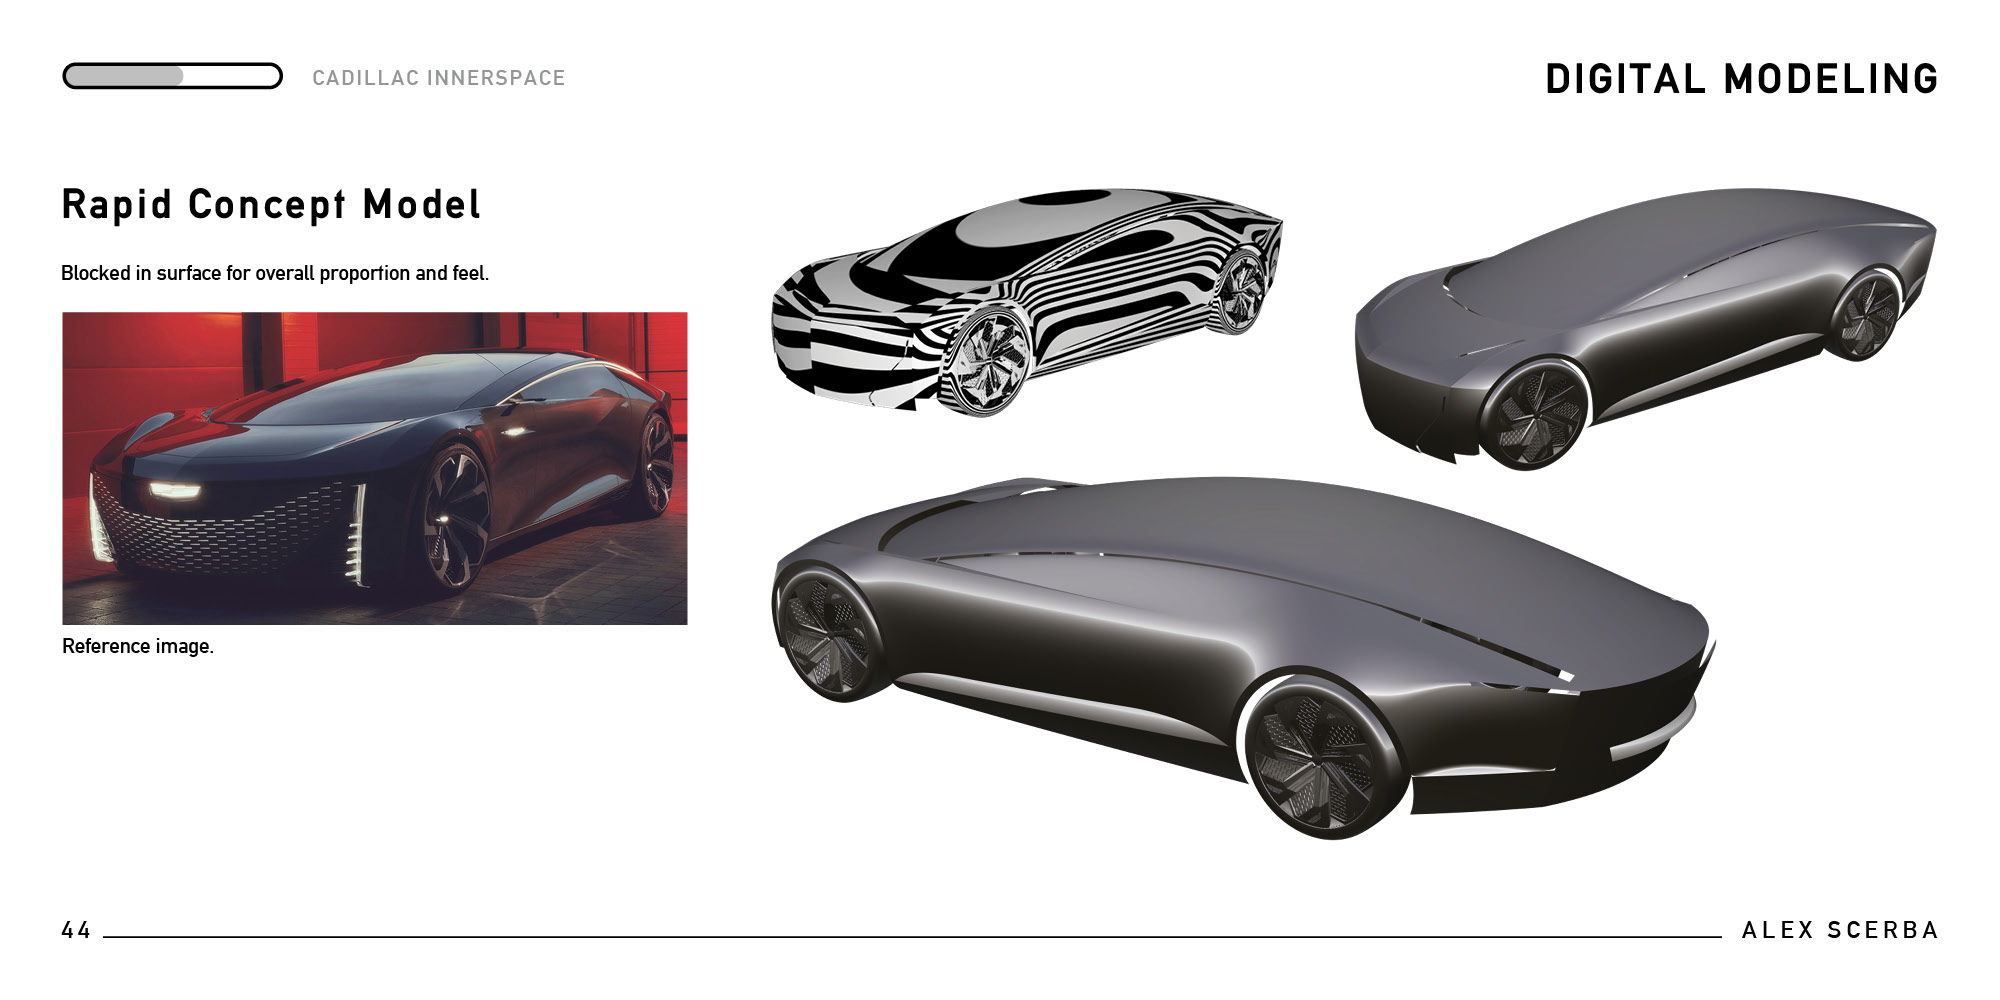 CADILLAC INNERSPACE
DIGITAL MODELING
Rapid Concept Model
Blocked in surface for overall proportion and feel.
Reference image.
44
ALEX SCERBA